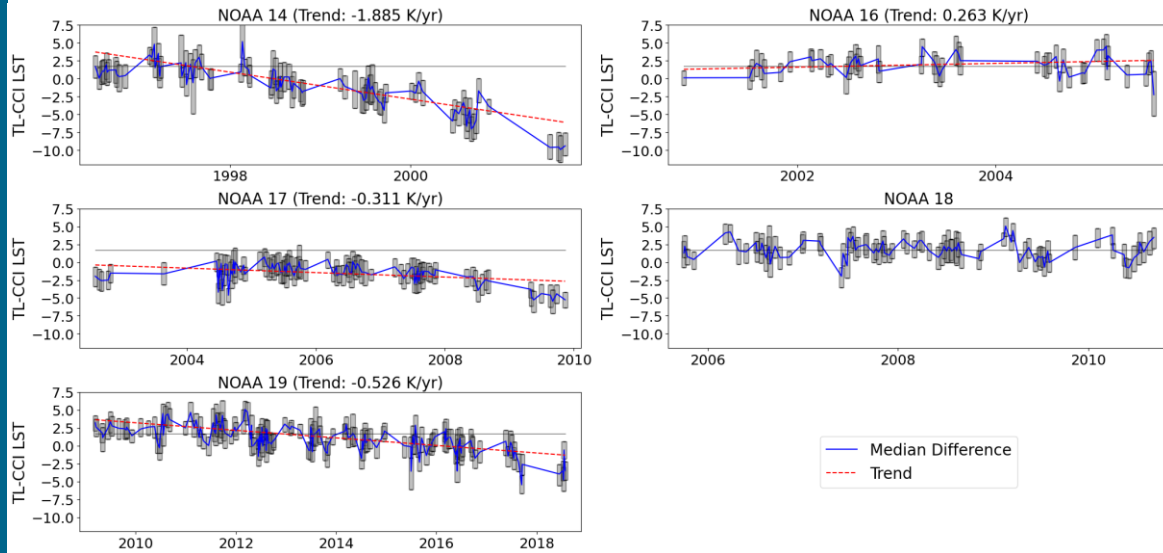 NOAA 14 (Trend: -1.885 K/yr)
TL-CCI LST
7.5
5.0
2.5
0.0
−2.5
−5.0
−7.5
−10.0
1998 2000
NOAA 16 (Trend: 0.263 K/yr)
TL-CCI LST
7.5
5.0
2.5
0.0
−2.5
−5.0
−7.5
−10.0
2002 2004
NOAA 17 (Trend: -0.311 K/yr)
TL-CCI LST
7.5
5.0
2.5
0.0
−2.5
−5.0
−7.5
−10.0
2004 2006 2008 2010
NOAA 18
TL-CCI LST
7.5
5.0
2.5
0.0
−2.5
−5.0
−7.5
−10.0
2006 2008 2010
NOAA 19 (Trend: -0.526 K/yr)
TL-CCI LST
7.5
5.0
2.5
0.0
−2.5
−5.0
−7.5
−10.0
2010 2012 2014 2016 2018
Median Difference
Trend